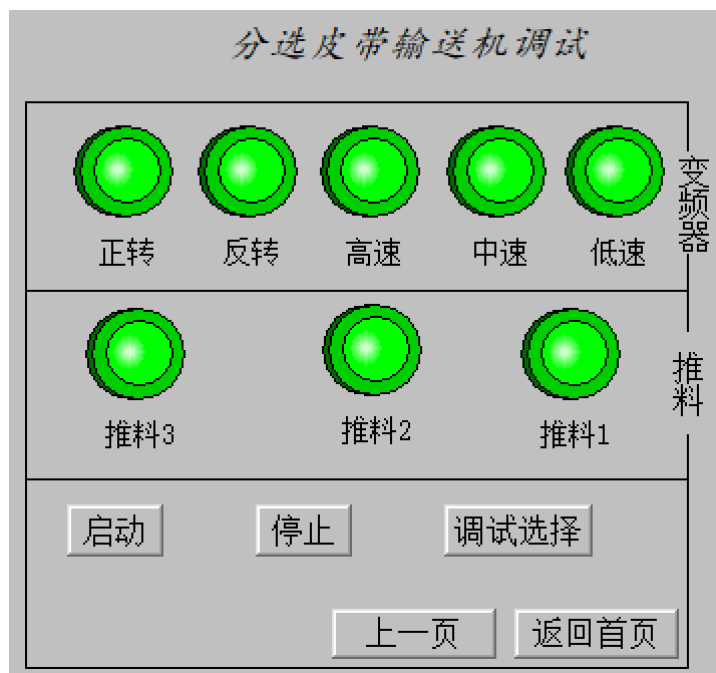 分选皮带输送机调试
正转 反转 高速 中速 低速
变频器
推料3 推料2 推料1
推料
启动 停止 调试选择
上一页 返回首页